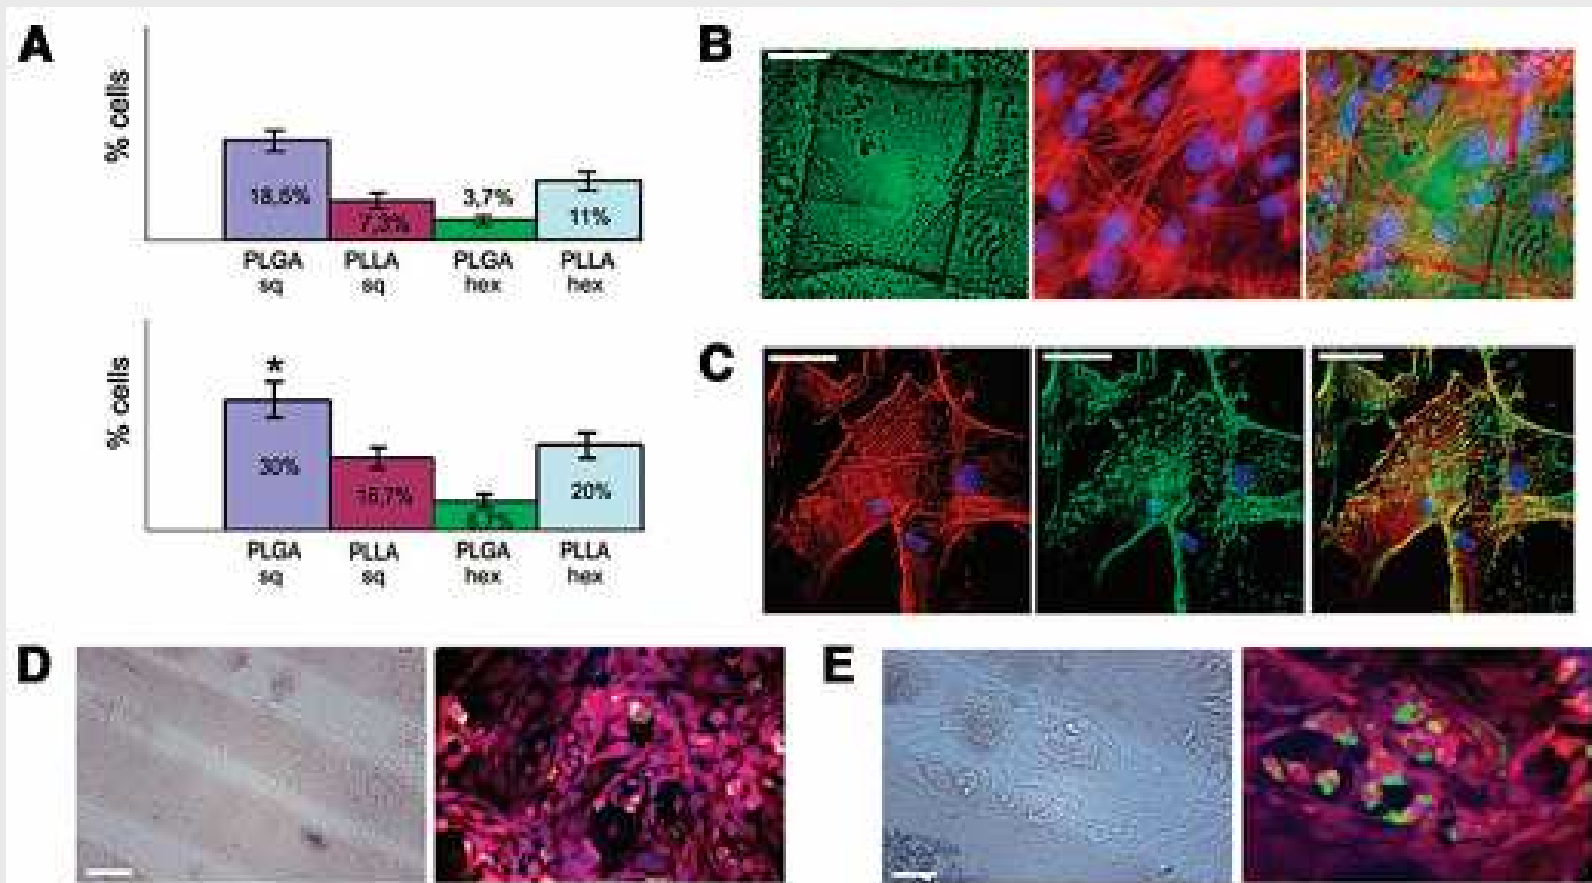 A
% cells
18,6%
7,3%
3,7%
11%
PLGA sq
PLLA sq
PLGA hex
PLLA hex
% cells
*
30%
16,7%
20%
PLGA sq
PLLA sq
PLGA hex
PLLA hex
B
C
D
E